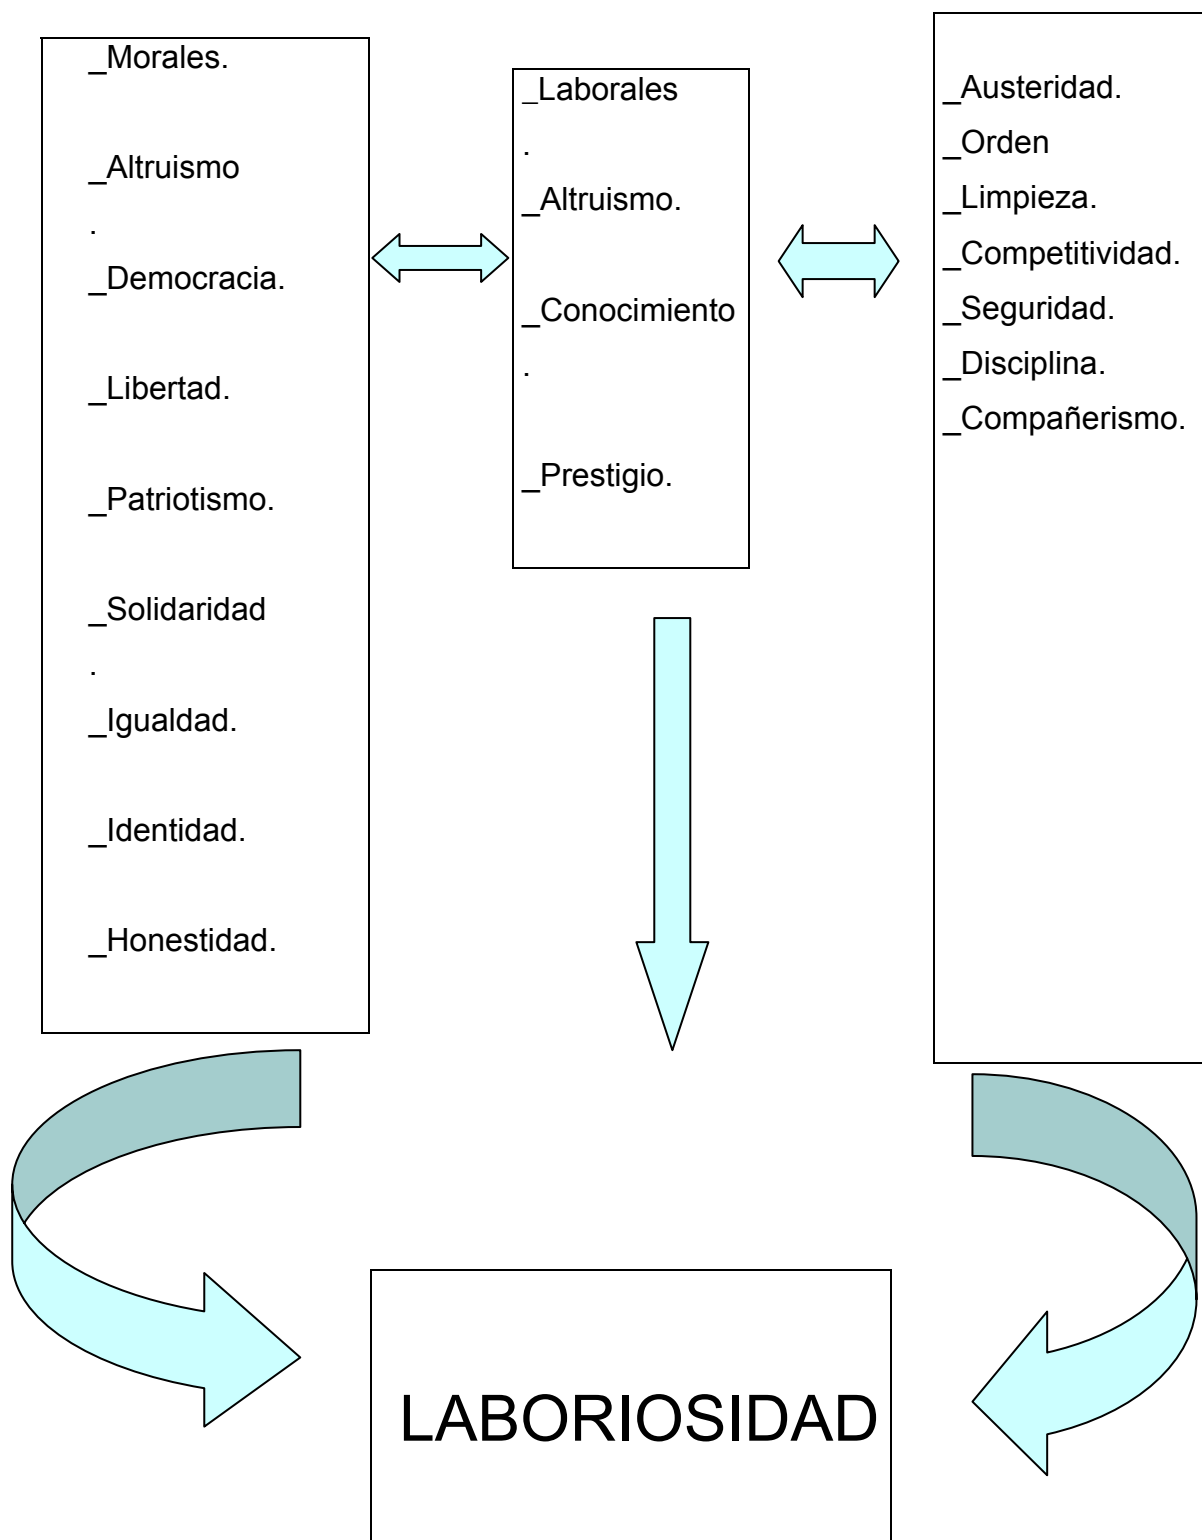 _Morales.
_Altruismo
.
_Democracia.
_Libertad.
_Patriotismo.
_Solidaridad
.
_Igualdad.
_Identidad.
_Honestidad.
_Laborales
.
_Altruismo.
_Conocimiento
.
_Prestigio.
_Austeridad.
_Orden
_Limpieza.
_Competitividad.
_Seguridad.
_Disciplina.
_Compañerismo.
LABORIOSIDAD